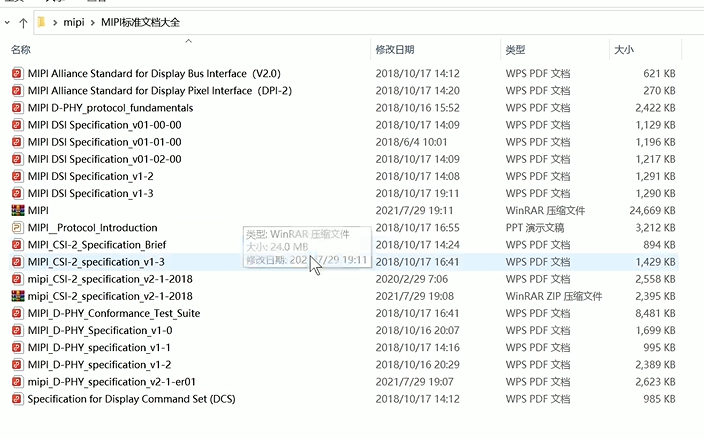 mipi > MIPI标准文档大全
名称 修改日期 类型 大小
MIPI Alliance Standard for Display Bus Interface (V2.0) 2018/10/17 14:12 WPS PDF 文档 621 KB
MIPI Alliance Standard for Display Pixel Interface (DPI-2) 2018/10/17 14:20 WPS PDF 文档 270 KB
MIPI D-PHY_protocol_fundamentals 2018/10/16 15:52 WPS PDF 文档 2,422 KB
MIPI DSI Specification_v01-00-00 2018/10/17 14:09 WPS PDF 文档 1,129 KB
MIPI DSI Specification_v01-01-00 2018/6/4 10:01 WPS PDF 文档 1,196 KB
MIPI DSI Specification_v01-02-00 2018/10/17 14:09 WPS PDF 文档 1,217 KB
MIPI DSI Specification_v1-2 2018/10/17 14:08 WPS PDF 文档 1,291 KB
MIPI DSI Specification_v1-3 2018/10/17 19:11 WPS PDF 文档 1,290 KB
MIPI 2021/7/29 19:11 WinRAR 压缩文件 24,669 KB
MIPI__Protocol_Introduction 2018/10/17 16:55 PPT 演示文稿 3,212 KB
类型: WinRAR 压缩文件
MIPI_CSI-2_Specification_Brief 2018/10/17 14:24 WPS PDF 文档 894 KB
大小: 24.0 MB
MIPI_CSI-2_specification_v1-3 2018/10/17 16:41 WPS PDF 文档 1,429 KB
修改日期: 2021/7/29 19:11
mipi_CSI-2_specification_v2-1-2018 2020/2/29 7:06 WPS PDF 文档 2,558 KB
mipi_CSI-2_specification_v2-1-2018 2021/7/29 19:08 WinRAR ZIP 压缩文件 2,395 KB
MIPI_D-PHY_Conformance_Test_Suite 2018/10/17 16:41 WPS PDF 文档 8,481 KB
MIPI_D-PHY_Specification_v1-0 2018/10/16 20:07 WPS PDF 文档 1,699 KB
MIPI_D-PHY_specification_v1-1 2018/10/17 14:16 WPS PDF 文档 995 KB
MIPI_D-PHY_specification_v1-2 2018/10/16 20:29 WPS PDF 文档 2,389 KB
mipi_D-PHY_specification_v2-1-er01 2021/7/29 19:07 WPS PDF 文档 2,623 KB
Specification for Display Command Set (DCS) 2018/10/17 14:12 WPS PDF 文档 985 KB